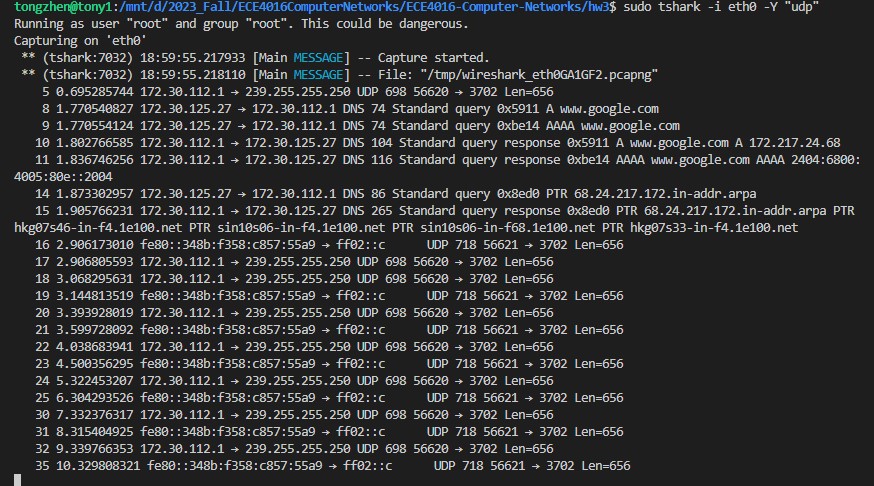 tongzhen@tony1:/mnt/d/2023_Fall/ECE4016ComputerNetworks/ECE4016-Computer-Networks/hw3$ sudo tshark -i eth0 -Y "udp"
Running as user "root" and group "root". This could be dangerous.
Capturing on 'eth0'
 ** (tshark:7032) 18:59:55.217933 [Main MESSAGE] -- Capture started.
 ** (tshark:7032) 18:59:55.218110 [Main MESSAGE] -- File: "/tmp/wireshark_eth0GA1GF2.pcapng"
    5 0.695285744 172.30.112.1 → 239.255.255.250 UDP 698 56620 → 3702 Len=656
    8 1.770540827 172.30.125.27 → 172.30.112.1 DNS 74 Standard query 0x5911 A www.google.com
    9 1.770554124 172.30.125.27 → 172.30.112.1 DNS 74 Standard query 0xbe14 AAAA www.google.com
   10 1.802766585 172.30.112.1 → 172.30.125.27 DNS 104 Standard query response 0x5911 A www.google.com A 172.217.24.68
   11 1.836746256 172.30.112.1 → 172.30.125.27 DNS 116 Standard query response 0xbe14 AAAA www.google.com AAAA 2404:6800:
4005:80e::2004
   14 1.873302957 172.30.125.27 → 172.30.112.1 DNS 86 Standard query 0x8ed0 PTR 68.24.217.172.in-addr.arpa
   15 1.905766231 172.30.112.1 → 172.30.125.27 DNS 265 Standard query response 0x8ed0 PTR 68.24.217.172.in-addr.arpa PTR
hkg07s46-in-f4.1e100.net PTR sin10s06-in-f4.1e100.net PTR sin10s06-in-f68.1e100.net PTR hkg07s33-in-f4.1e100.net
   16 2.906173010 fe80::348b:f358:c857:55a9 → ff02::c      UDP 718 56621 → 3702 Len=656
   17 2.906805593 172.30.112.1 → 239.255.255.250 UDP 698 56620 → 3702 Len=656
   18 3.068295631 172.30.112.1 → 239.255.255.250 UDP 698 56620 → 3702 Len=656
   19 3.144813519 fe80::348b:f358:c857:55a9 → ff02::c      UDP 718 56621 → 3702 Len=656
   20 3.393928019 172.30.112.1 → 239.255.255.250 UDP 698 56620 → 3702 Len=656
   21 3.599728092 fe80::348b:f358:c857:55a9 → ff02::c      UDP 718 56621 → 3702 Len=656
   22 4.038683941 172.30.112.1 → 239.255.255.250 UDP 698 56620 → 3702 Len=656
   23 4.500356295 fe80::348b:f358:c857:55a9 → ff02::c      UDP 718 56621 → 3702 Len=656
   24 5.322453207 172.30.112.1 → 239.255.255.250 UDP 698 56620 → 3702 Len=656
   25 6.304293526 fe80::348b:f358:c857:55a9 → ff02::c      UDP 718 56621 → 3702 Len=656
   30 7.332376317 172.30.112.1 → 239.255.255.250 UDP 698 56620 → 3702 Len=656
   31 8.315404925 fe80::348b:f358:c857:55a9 → ff02::c      UDP 718 56621 → 3702 Len=656
   32 9.339766353 172.30.112.1 → 239.255.255.250 UDP 698 56620 → 3702 Len=656
   35 10.329808321 fe80::348b:f358:c857:55a9 → ff02::c      UDP 718 56621 → 3702 Len=656